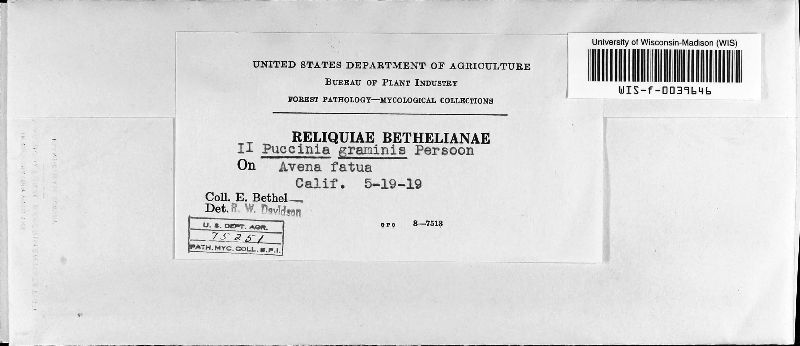 University of Wisconsin-Madison (WIS)
WIS-f-0039646
UNITED STATES DEPARTMENT OF AGRICULTURE
BUREAU OF PLANT INDUSTRY
FOREST PATHOLOGY—MYCOLOGICAL COLLECTIONS
RELIQUIAE BETHELIANAE
II Puccinia graminis Persoon
On Avena fatua
Calif. 5-19-19
Coll. E. Bethel
Det. R. W. Davidson
U. S. DEPT. AGR.
75251
PATH. MYC. COLL. B.P.I.
GPO 8—7513